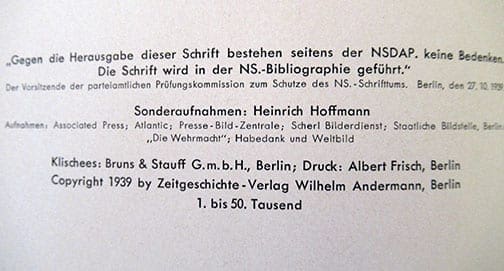 „Gegen die Herausgabe dieser Schrift bestehen seitens der NSDAP. keine Bedenken.
Die Schrift wird in der NS.-Bibliographie geführt.“
Der Vorsitzende der parteiamtlichen Prüfungskommission zum Schutze des NS.-Schrifttums. Berlin, den 27. 10. 1939
Sonderaufnahmen: Heinrich Hoffmann
Aufnahmen: Associated Press; Atlantic; Presse-Bild-Zentrale; Scherl Bilderdienst; Staatliche Bildstelle, Berlin;
„Die Wehrmacht“; Habedank und Weltbild
Klischees: Bruns & Stauff G.m.b.H., Berlin; Druck: Albert Frisch, Berlin
Copyright 1939 by Zeitgeschichte-Verlag Wilhelm Andermann, Berlin
1. bis 50. Tausend